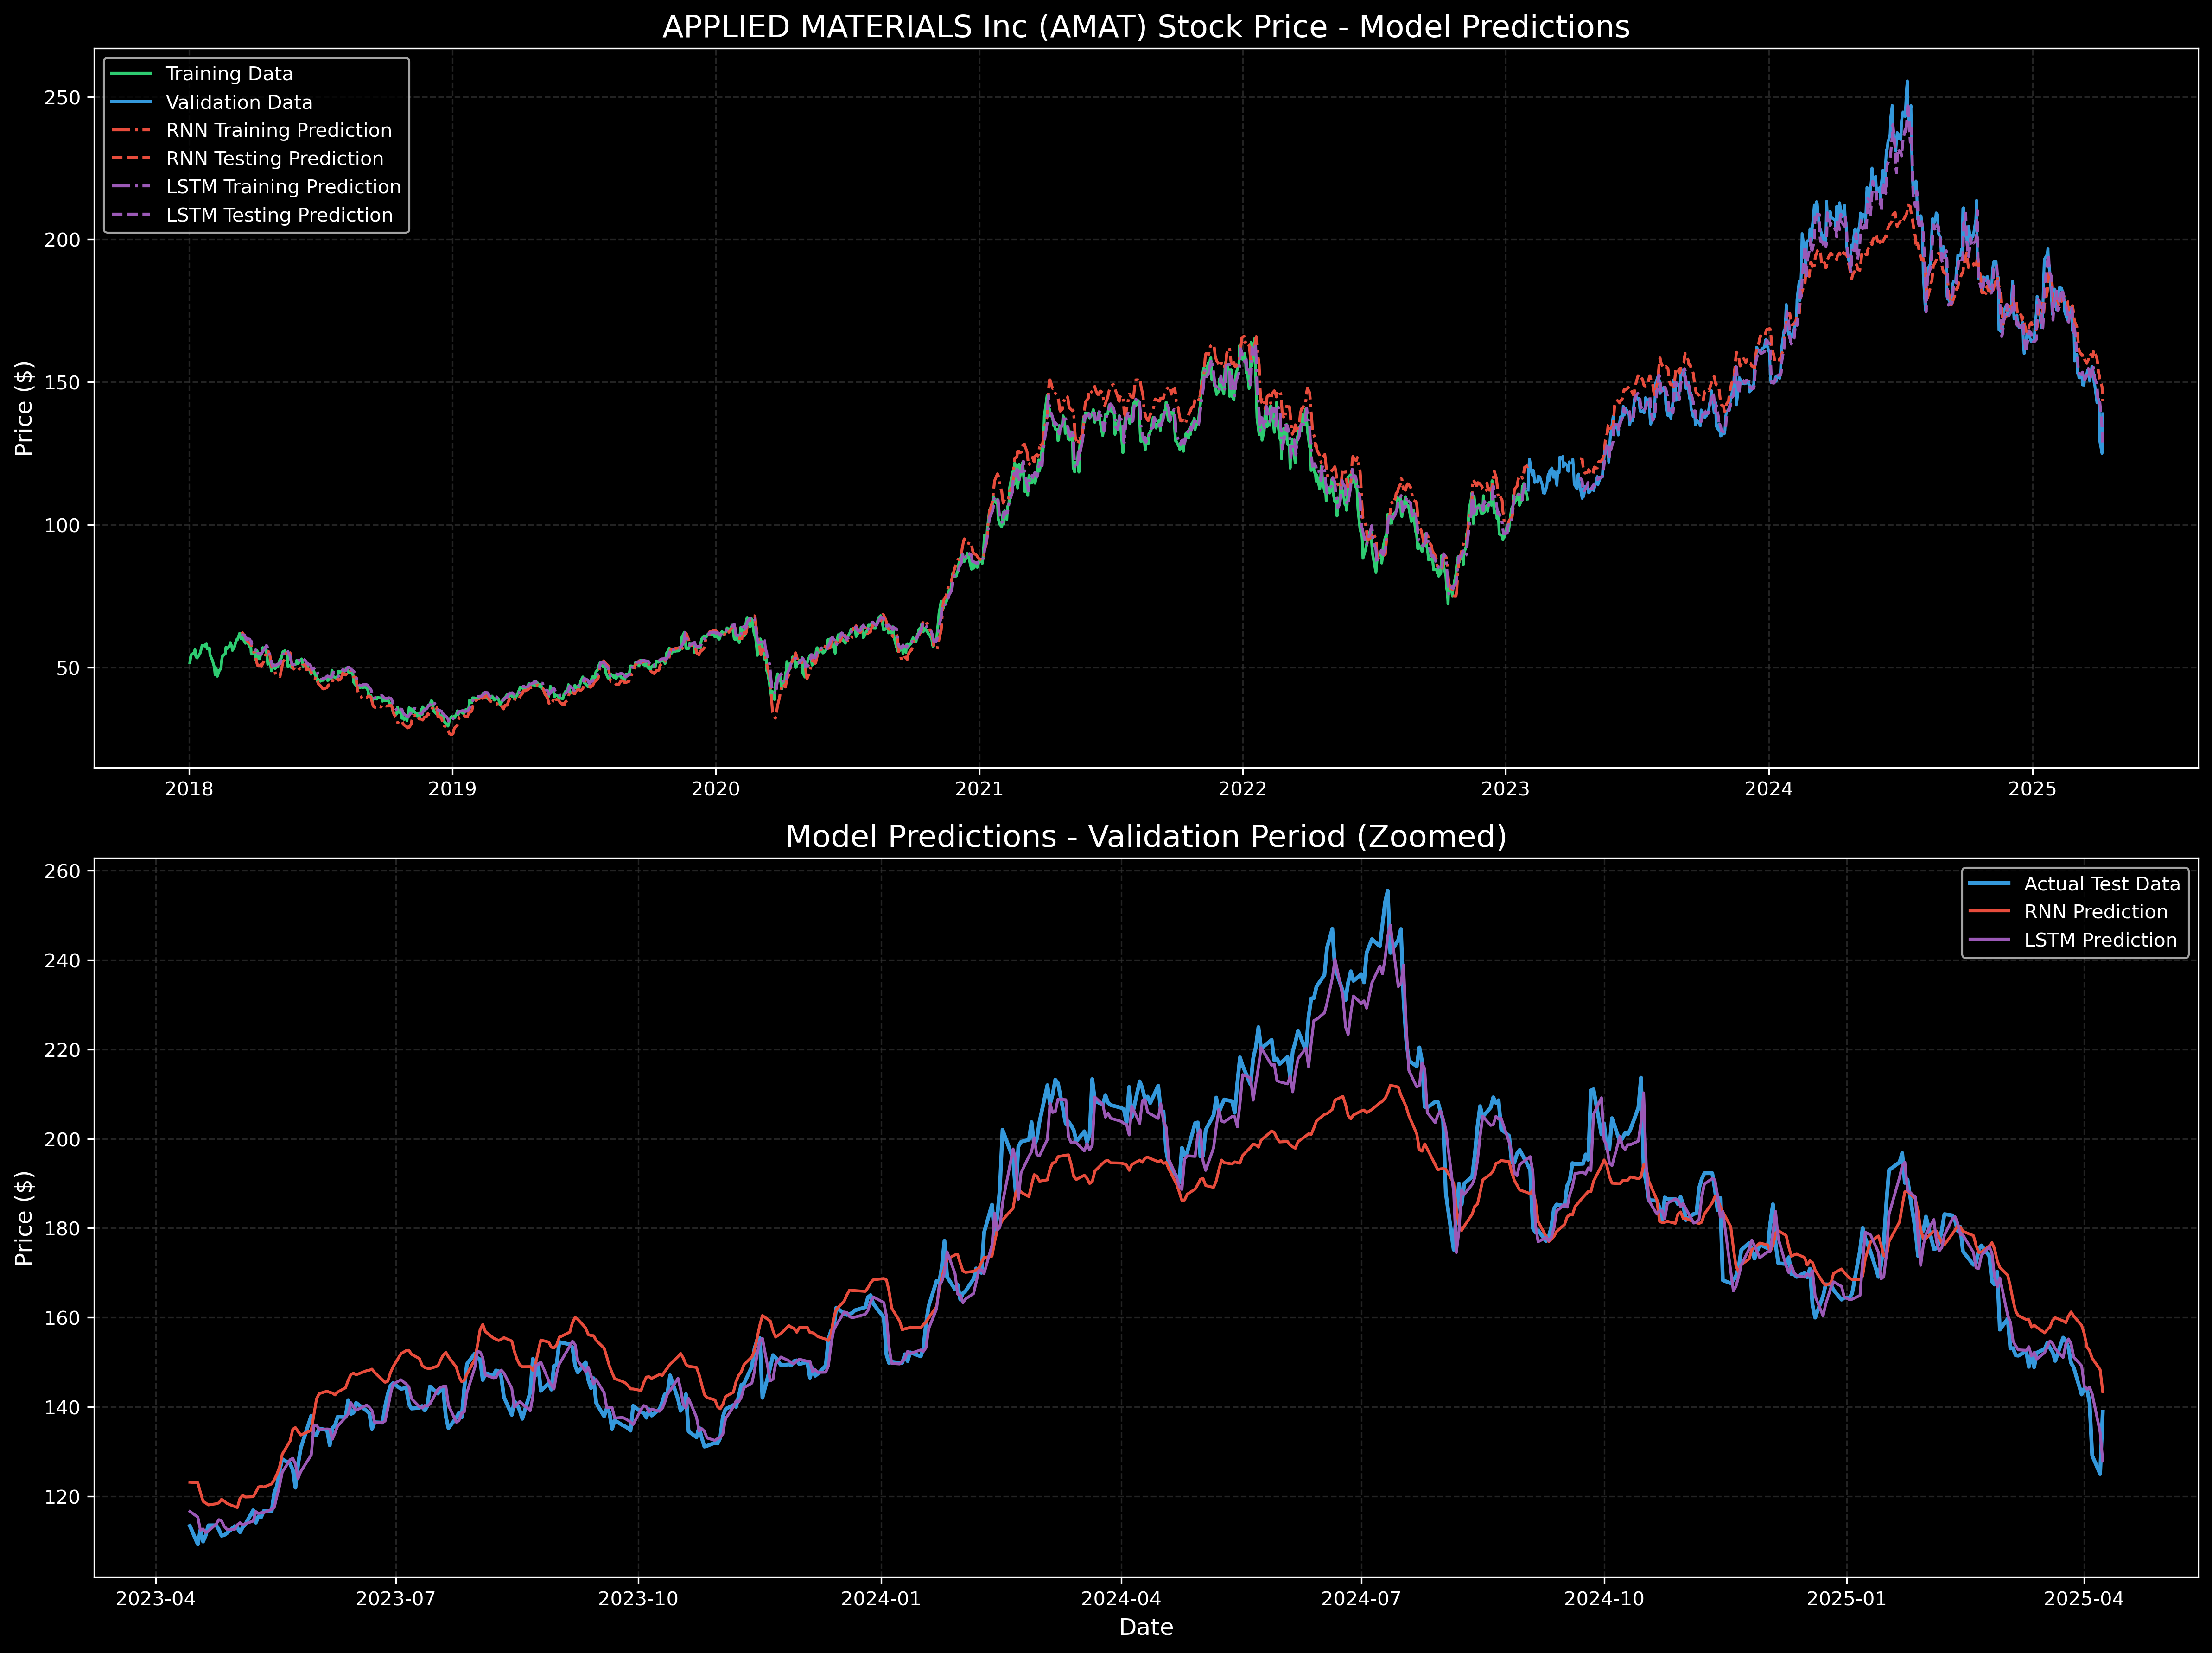 APPLIED MATERIALS Inc (AMAT) Stock Price - Model Predictions
Training Data
Validation Data
RNN Training Prediction
RNN Testing Prediction
LSTM Training Prediction
LSTM Testing Prediction
Price ($)
250
200
150
100
50
2018
2019
2020
2021
2022
2023
2024
2025
Model Predictions - Validation Period (Zoomed)
Actual Test Data
RNN Prediction
LSTM Prediction
Price ($)
260
240
220
200
180
160
140
120
2023-04
2023-07
2023-10
2024-01
2024-04
2024-07
2024-10
2025-01
2025-04
Date